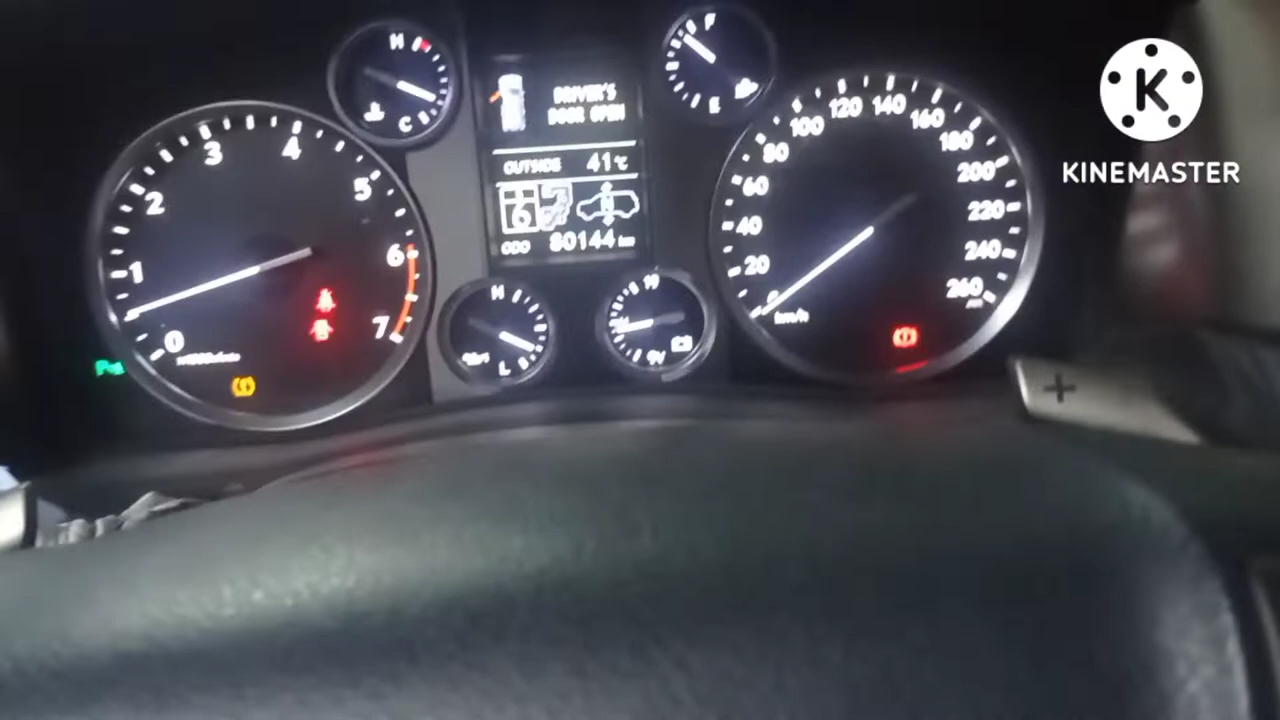 H
C
F
E
DRIVER'S
DOOR OPEN
OUTSIDE 41℃
6
ODO 80144 km
0
1
2
3
4
5
6
7
H
L
0
20
40
60
80
100
120
140
160
180
200
220
240
260
km/h
+
K
KINEMASTER